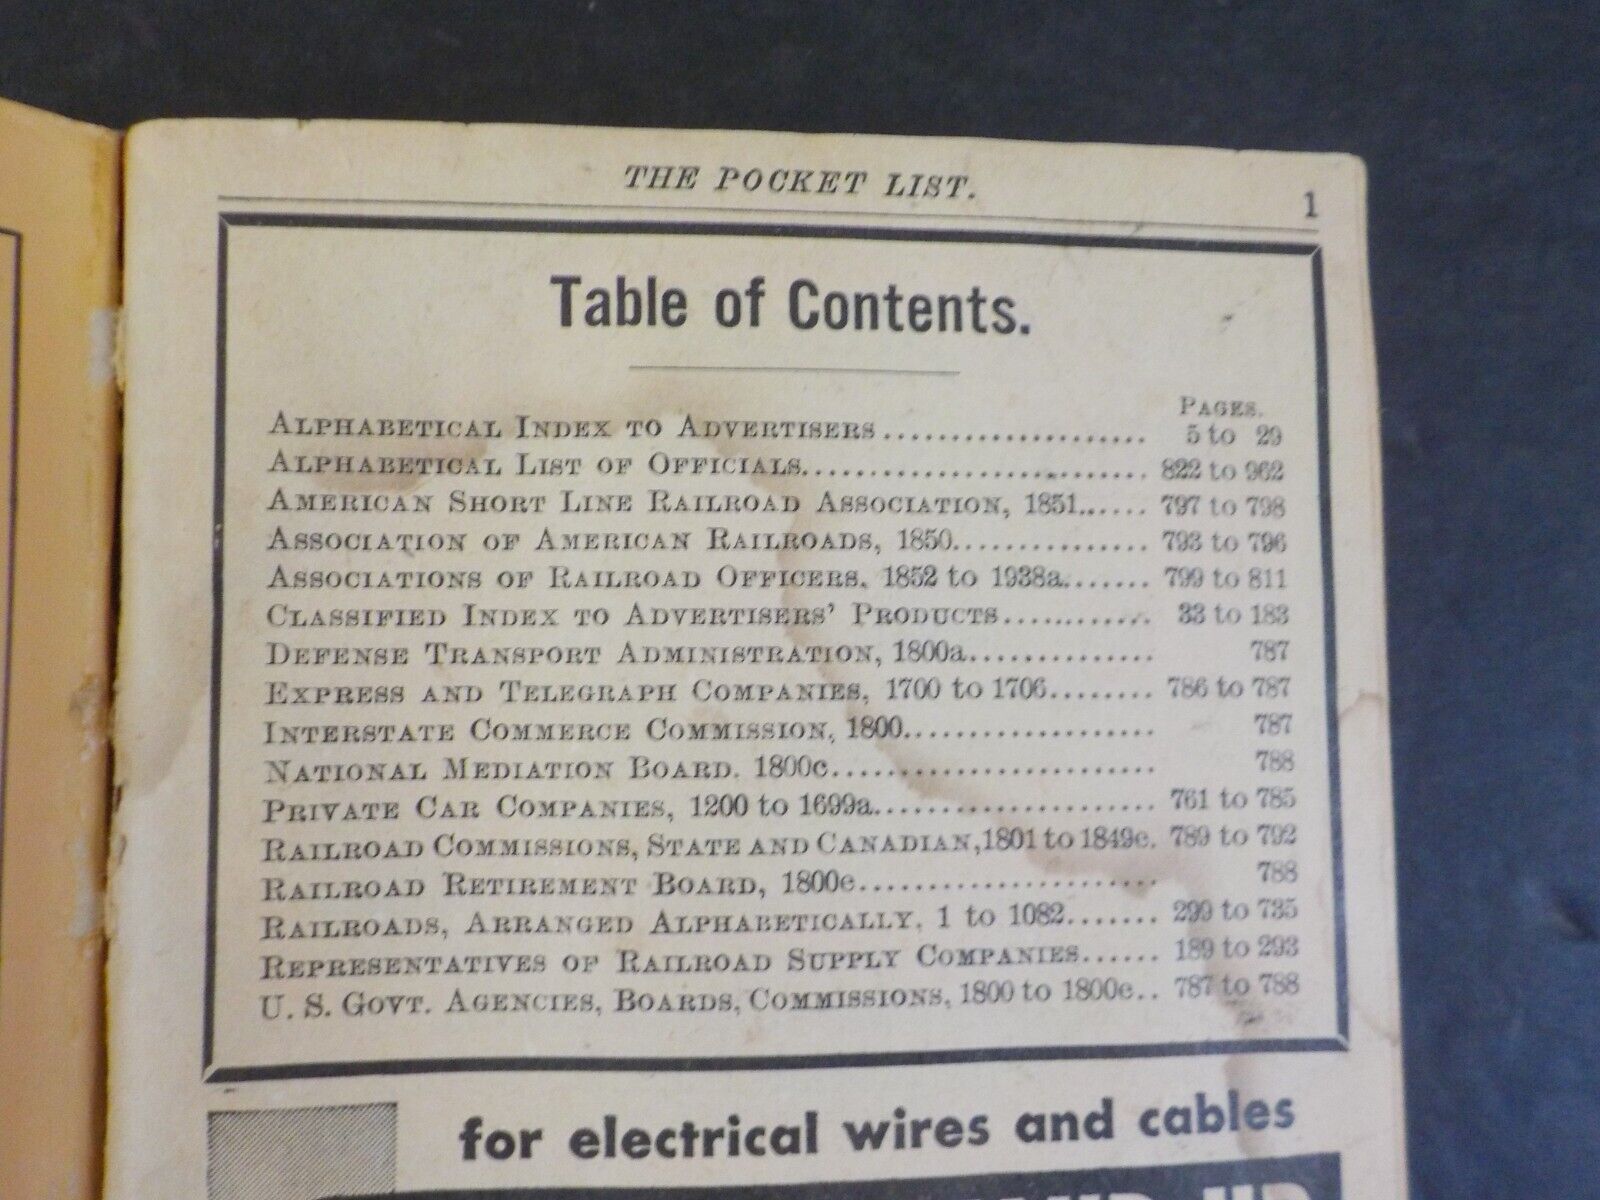 THE POCKET LIST.
1
Table of Contents.
PAGES.
ALPHABETICAL INDEX TO ADVERTISERS..................... 5 to 29
ALPHABETICAL LIST OF OFFICIALS.......................... 822 to 962
AMERICAN SHORT LINE RAILROAD ASSOCIATION, 1851...... 797 to 798
ASSOCIATION OF AMERICAN RAILROADS, 1850............... 793 to 796
ASSOCIATIONS OF RAILROAD OFFICERS, 1852 to 1938a....... 799 to 811
CLASSIFIED INDEX TO ADVERTISERS' PRODUCTS............. 33 to 183
DEFENSE TRANSPORT ADMINISTRATION, 1800a.............. 787
EXPRESS AND TELEGRAPH COMPANIES, 1700 to 1706........ 786 to 787
INTERSTATE COMMERCE COMMISSION, 1800................... 787
NATIONAL MEDIATION BOARD, 1800c......................... 788
PRIVATE CAR COMPANIES, 1200 to 1699a..................... 761 to 785
RAILROAD COMMISSIONS, STATE AND CANADIAN, 1801 to 1849e. 789 to 792
RAILROAD RETIREMENT BOARD, 1800e....................... 788
RAILROADS, ARRANGED ALPHABETICALLY, 1 to 1082....... 299 to 735
REPRESENTATIVES OF RAILROAD SUPPLY COMPANIES...... 189 to 293
U. S. GOVT. AGENCIES, BOARDS, COMMISSIONS, 1800 to 1800e.. 787 to 788
for electrical wires and cables